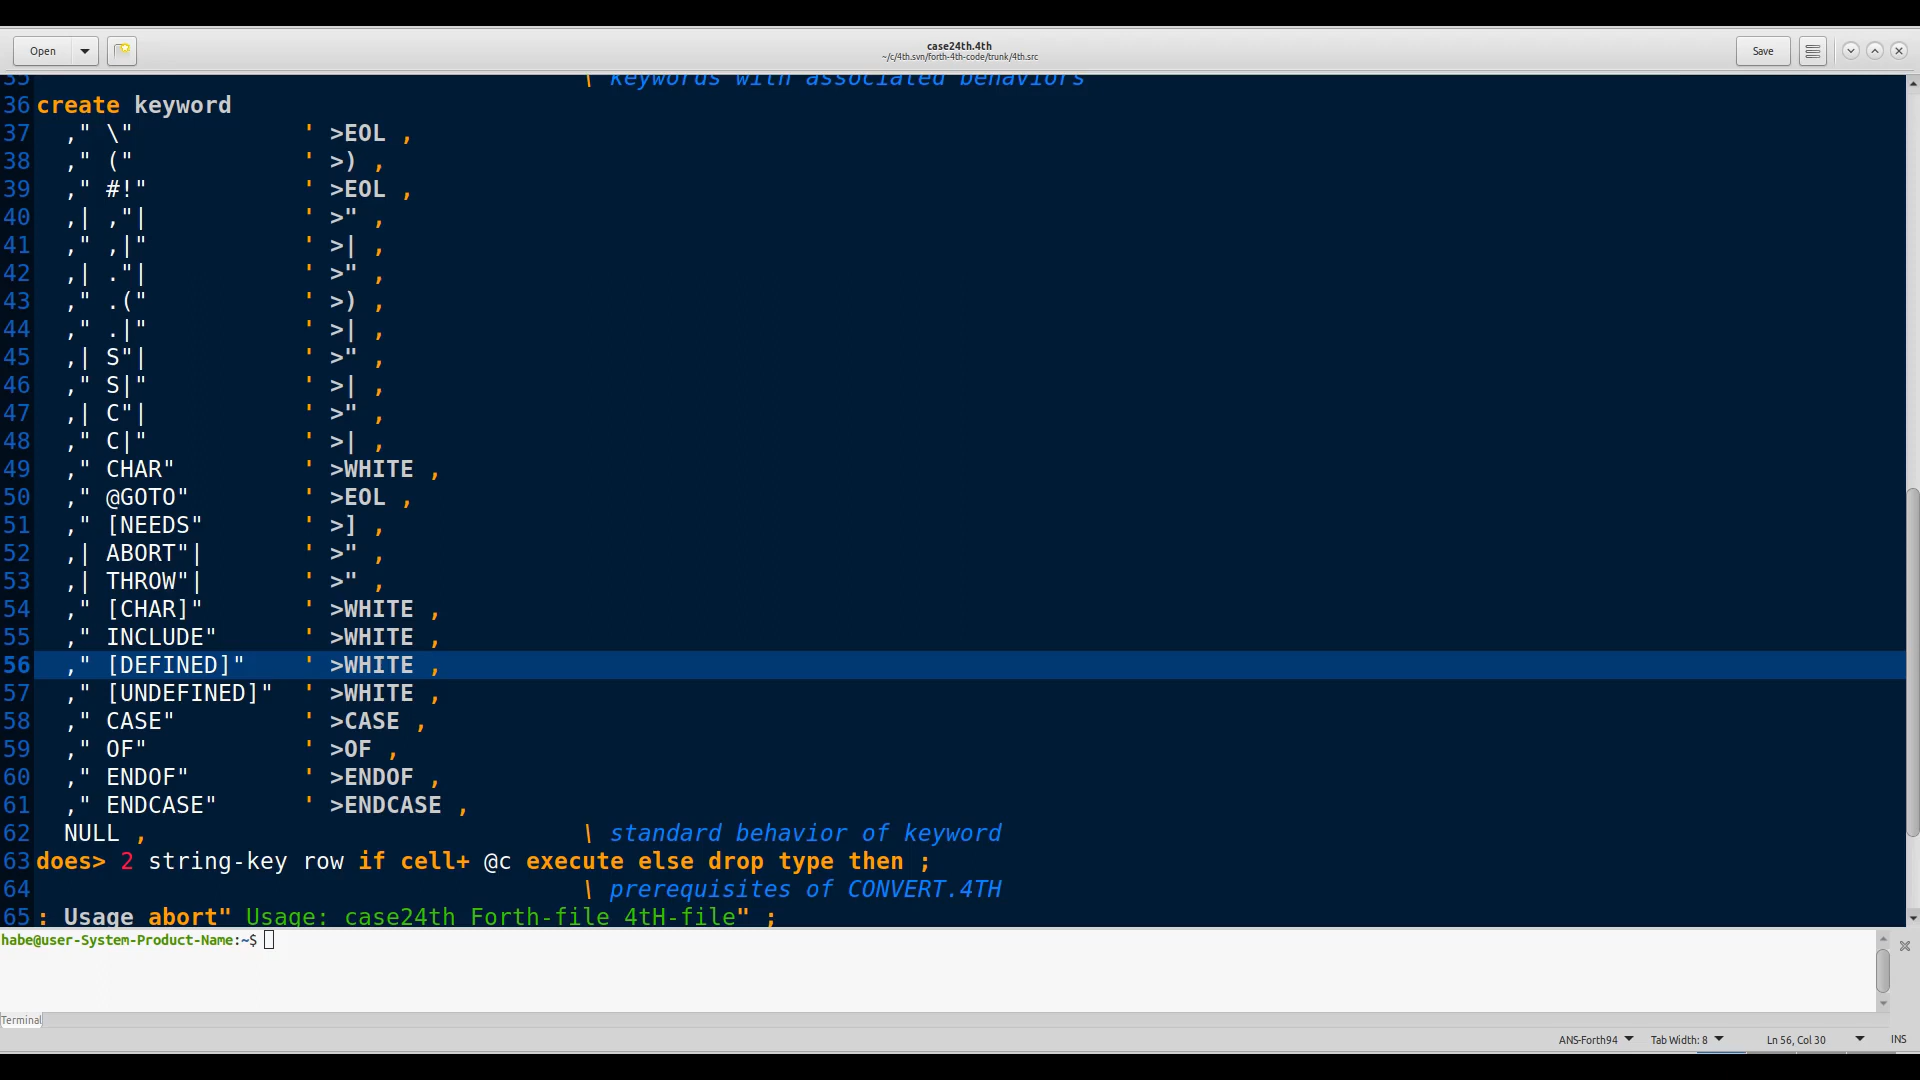 Open
case24th.4th
~/c/4th.svn/forth-4th-code/trunk/4th.src
Save
35 \ keywords with associated behaviors
36 create keyword
37 ," \" ' >EOL ,
38 ," (" ' >) ,
39 ," #!" ' >EOL ,
40 ,| ,"| ' >" ,
41 ," ,|" ' >| ,
42 ,| ."| ' >" ,
43 ," .(" ' >) ,
44 ," .|" ' >| ,
45 ,| S"| ' >" ,
46 ," S|" ' >| ,
47 ,| C"| ' >" ,
48 ," C|" ' >| ,
49 ," CHAR" ' >WHITE ,
50 ," @GOTO" ' >EOL ,
51 ," [NEEDS" ' >] ,
52 ,| ABORT"| ' >" ,
53 ,| THROW"| ' >" ,
54 ," [CHAR]" ' >WHITE ,
55 ," INCLUDE" ' >WHITE ,
56 ," [DEFINED]" ' >WHITE ,
57 ," [UNDEFINED]" ' >WHITE ,
58 ," CASE" ' >CASE ,
59 ," OF" ' >OF ,
60 ," ENDOF" ' >ENDOF ,
61 ," ENDCASE" ' >ENDCASE ,
62 NULL , \ standard behavior of keyword
63 does> 2 string-key row if cell+ @c execute else drop type then ;
64 \ prerequisites of CONVERT.4TH
65 : Usage abort" Usage: case24th Forth-file 4tH-file" ;
habe@user-System-Product-Name:~$
Terminal
ANS-Forth94 Tab Width: 8 Ln 56, Col 30 INS